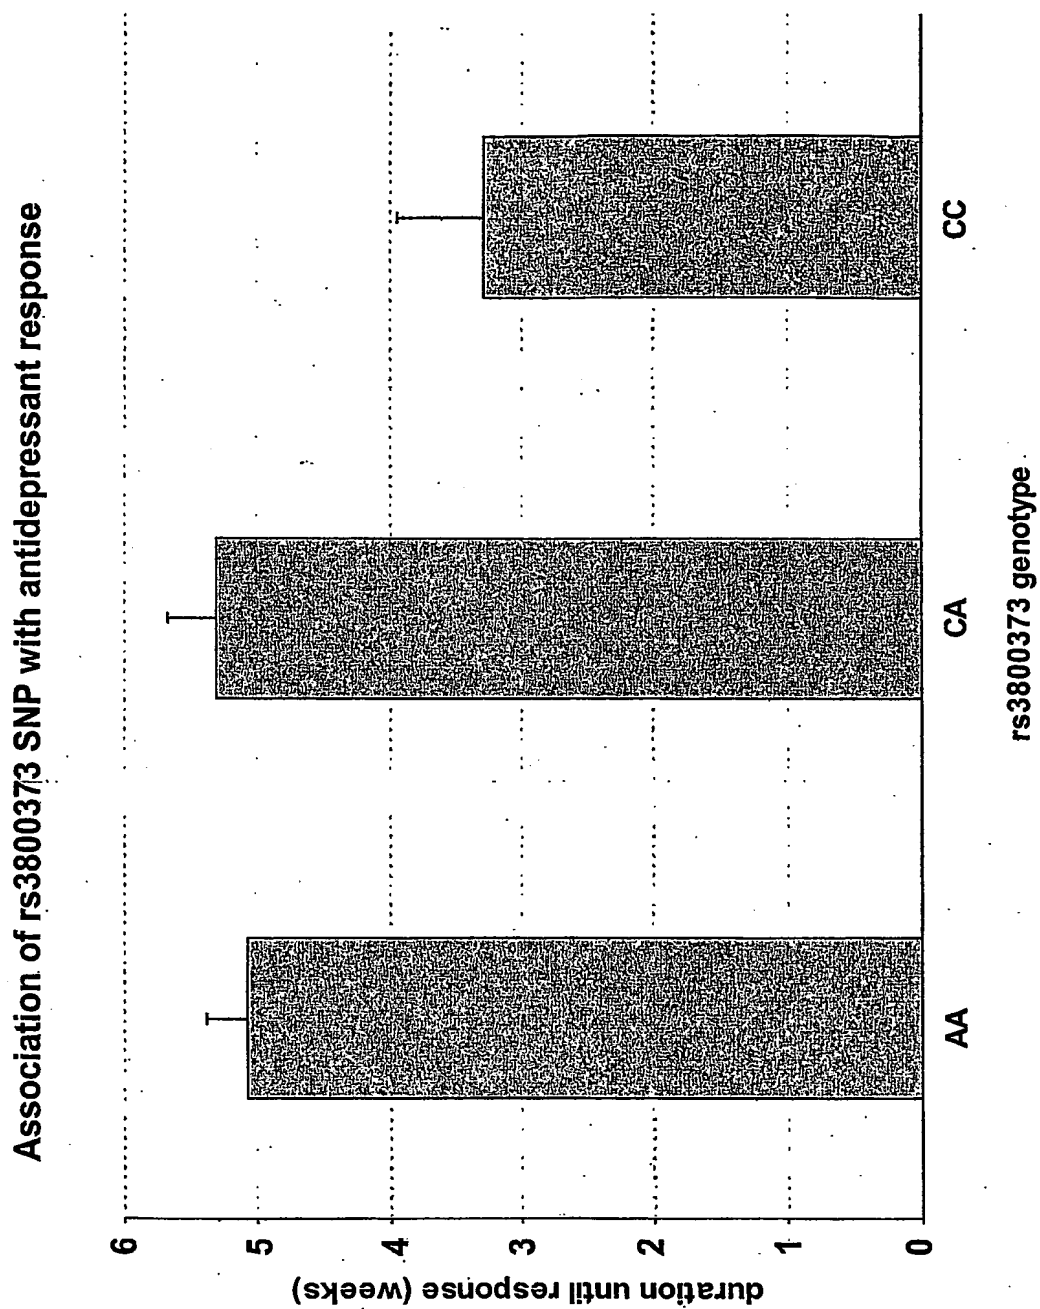 Association of rs3800373 SNP with antidepressant response
duration until response (weeks)
6
5
4
3
2
1
0
AA
CA
CC
rs3800373 genotype